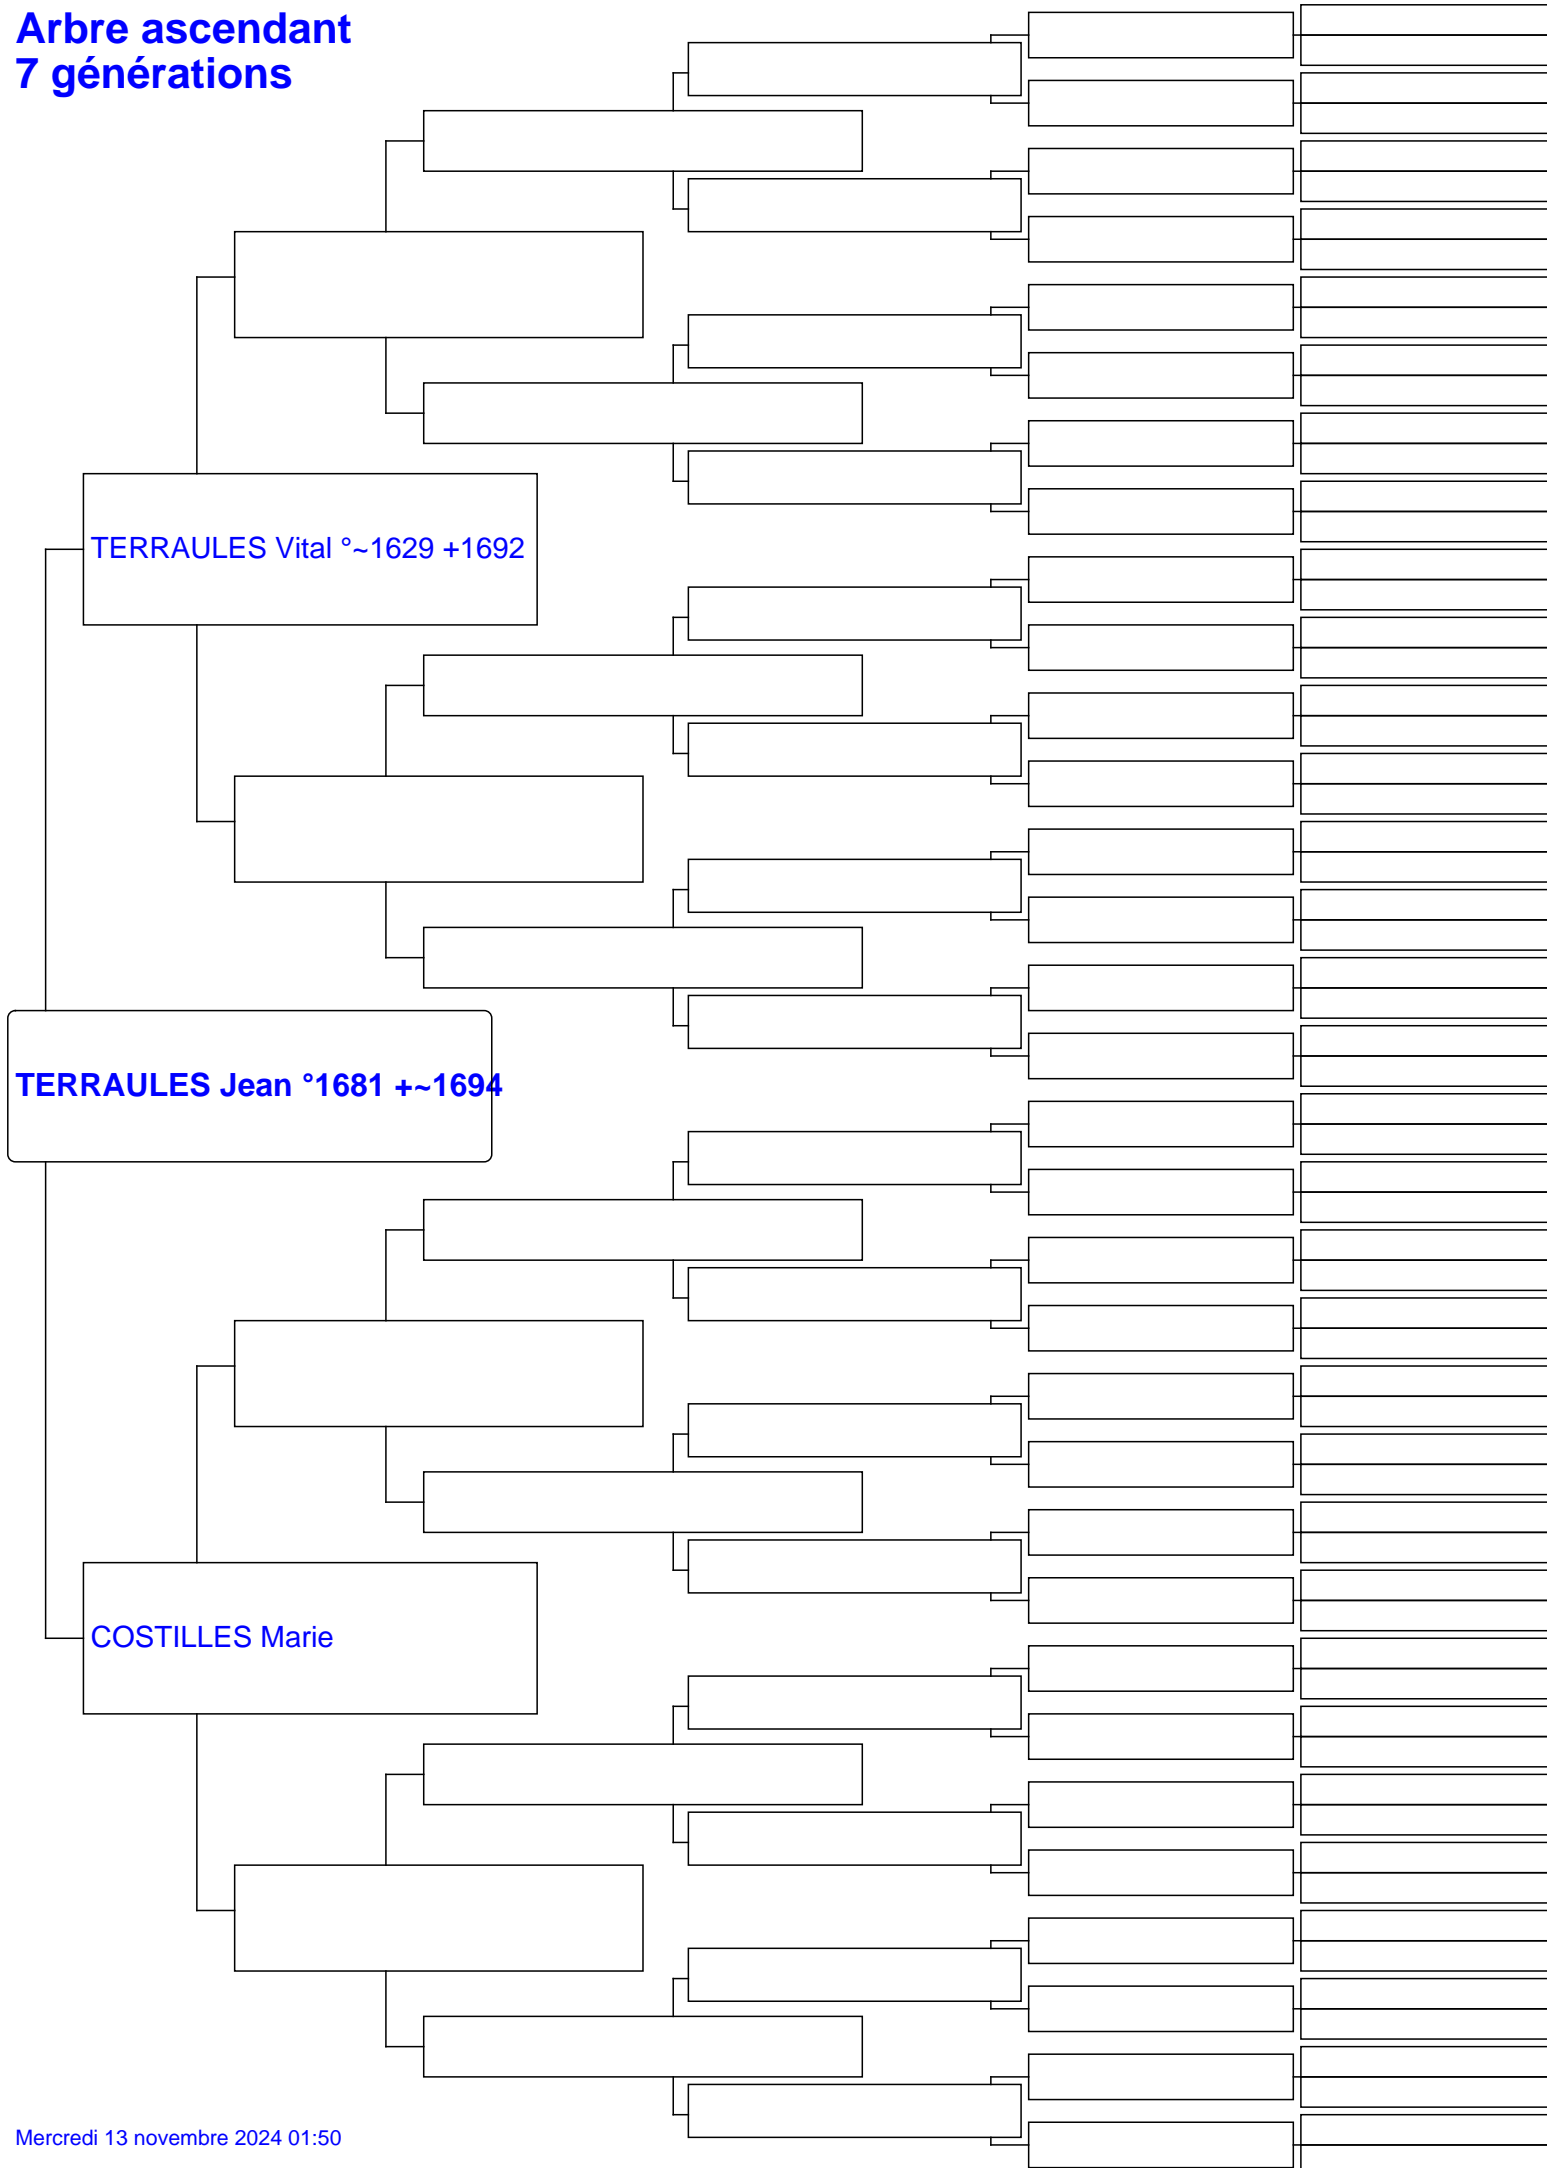 Arbre ascendant
7 générations
TERRAULES Vital °~1629 +1692
TERRAULES Jean °1681 +~1694
COSTILLES Marie
Mercredi 13 novembre 2024 01:50